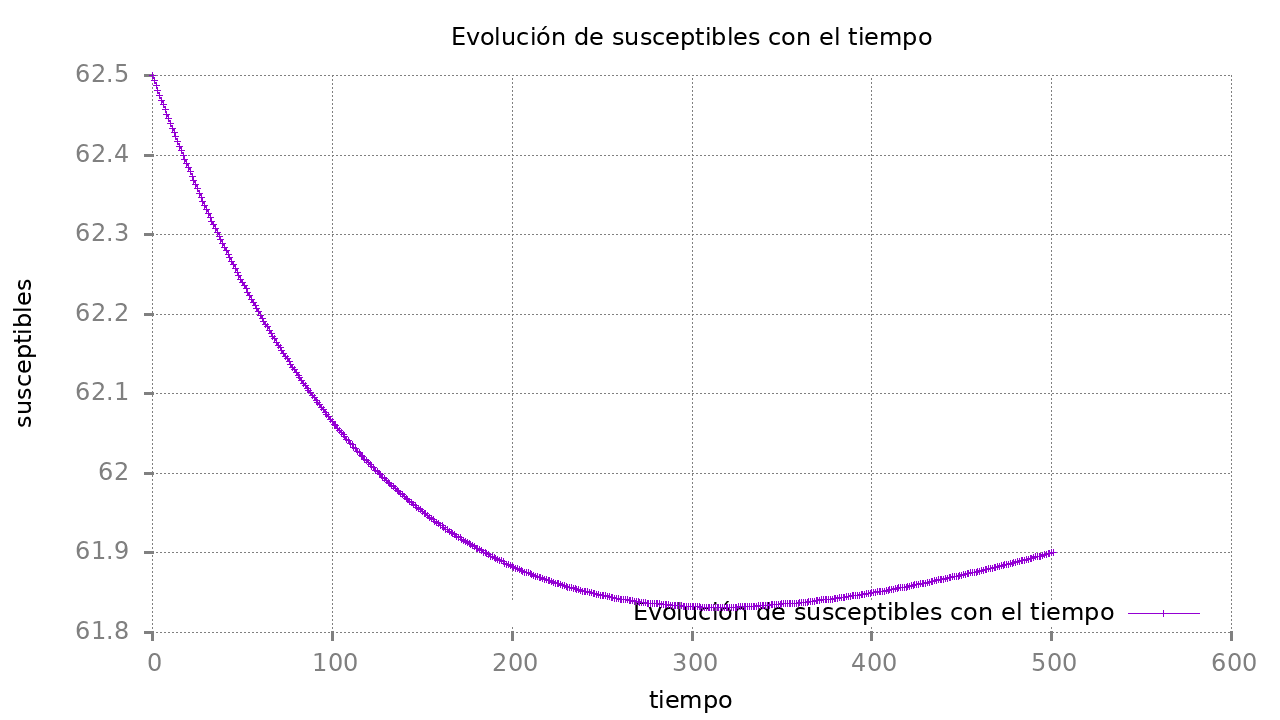 Evolución de susceptibles con el tiempo
62.5
62.4
62.3
62.2
62.1
62
61.9
61.8
susceptibles
Evolución de susceptibles con el tiempo
0 100 200 300 400 500 600
tiempo